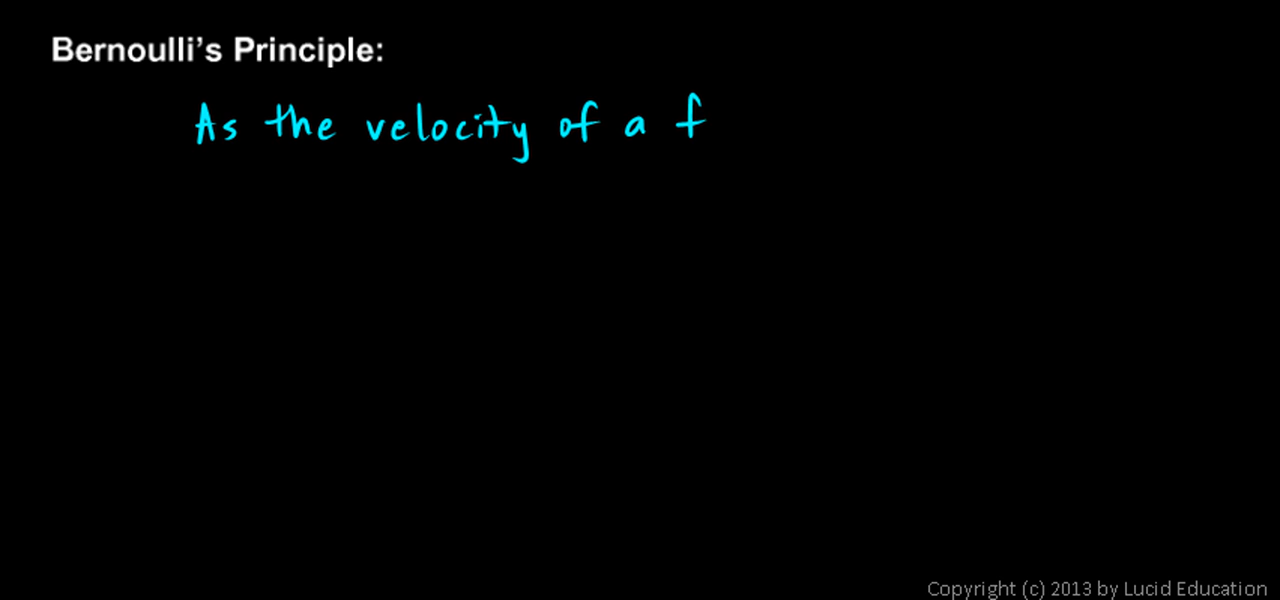 Bernoulli’s Principle:
As the velocity of a f
Copyright (c) 2013 by Lucid Education